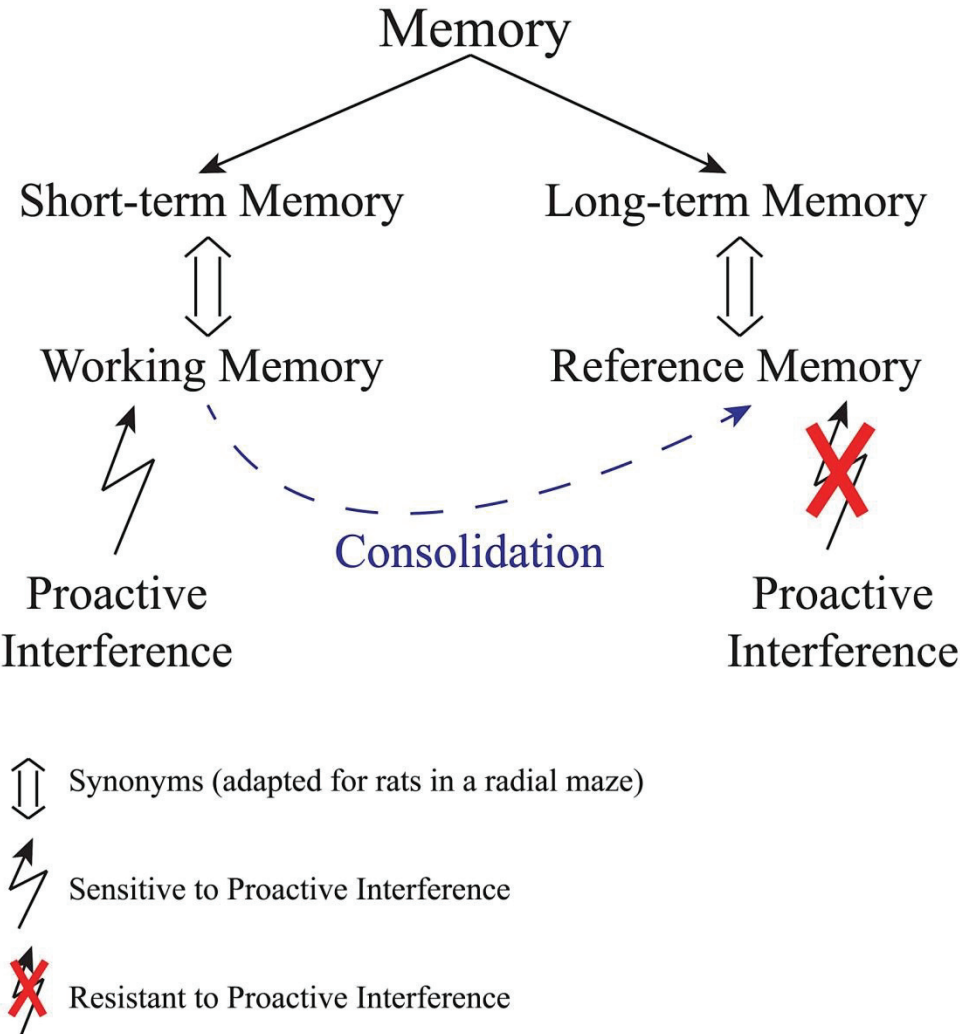 Memory
Short-term Memory
Long-term Memory
Working Memory
Reference Memory
Consolidation
Proactive
Interference
Proactive
Interference
Synonyms (adapted for rats in a radial maze)
Sensitive to Proactive Interference
Resistant to Proactive Interference